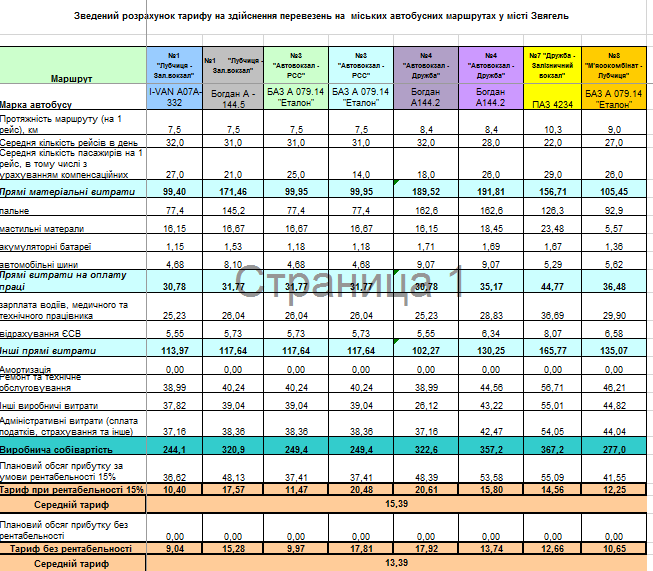 Зведений розрахунок тарифу на здійснення перевезень на міських автобусних маршрутах у місті Звягель
Маршрут №1 "Лубчиця - Зал.вокзал" №1 "Лубчиця - Зал.вокзал" №3 "Автовокзал - РСС" №3 "Автовокзал - РСС" №4 "Автовокзал - Дружба" №4 "Автовокзал - Дружба" №7 "Дружба - Залізничний вокзал" №8 "М'ясокомбінат - Лубчиця"
Марка автобусу I-VAN A07A-332 Богдан А - 144.5 БАЗ А 079.14 "Еталон" БАЗ А 079.14 "Еталон" Богдан А144.2 Богдан А144.2 ПАЗ 4234 БАЗ А 079.14 "Еталон"
Протяжність маршруту (на 1 рейс), км 7,5 7,5 7,5 7,5 8,4 8,4 10,3 9,0
Середня кількість рейсів в день 32,0 31,0 31,0 31,0 32,0 28,0 22,0 27,0
Середня кількість пасажирів на 1 рейс, в тому числі з урахуванням компенсаційних 27,0 21,0 25,0 14,0 18,0 26,0 29,0 26,0
Прямі матеріальні витрати 99,40 171,46 99,95 99,95 189,52 191,81 156,71 105,45
пальне 77,4 145,2 77,4 77,4 162,6 162,6 126,3 92,9
мастильні матерали 16,15 16,67 16,67 16,67 16,15 18,45 23,48 5,57
акумуляторні батареї 1,15 1,53 1,18 1,18 1,71 1,69 1,67 1,36
автомобільні шини 4,68 8,10 4,68 4,68 9,07 9,07 5,29 5,62
Прямі витрати на оплату праці 30,78 31,77 31,77 31,77 30,78 35,17 44,77 36,48
Страница 1
зарплата водіїв, медичного та технічного працівника 25,23 26,04 26,04 26,04 25,23 28,83 36,69 29,90
відрахування ЄСВ 5,55 5,73 5,73 5,73 5,55 6,34 8,07 6,58
Інші прямі витрати 113,97 117,64 117,64 117,64 102,27 130,25 165,77 135,07
Амортизація 0,00 0,00 0,00 0,00 0,00 0,00 0,00 0,00
Ремонт та технічне обслуговування 38,99 40,24 40,24 40,24 38,99 44,56 56,71 46,21
Інші виробничі витрати 37,82 39,04 39,04 39,04 26,12 43,22 55,01 44,82
Адміністративні витрати (сплата податків, страхування та інше) 37,16 38,36 38,36 38,36 37,16 42,47 54,05 44,04
Виробнича собівартість 244,1 320,9 249,4 249,4 322,6 357,2 367,2 277,0
Плановий обсяг прибутку за умови рентабельності 15% 36,62 48,13 37,41 37,41 48,39 53,58 55,09 41,55
Тариф при рентабельності 15% 10,40 17,57 11,47 20,48 20,61 15,80 14,56 12,25
Середній тариф 15,39
Плановий обсяг прибутку без рентабельності 0,00 0,00 0,00 0,00 0,00 0,00 0,00 0,00
Тариф без рентабельності 9,04 15,28 9,97 17,81 17,92 13,74 12,66 10,65
Середній тариф 13,39